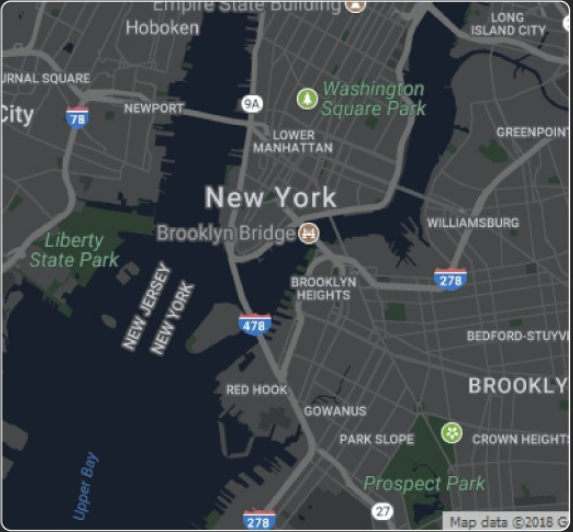 Empire State Building
Hoboken
LONG
ISLAND CITY
URNAL SQUARE
City
78
NEWPORT
9A
Washington
Square Park
LOWER
MANHATTAN
GREENPOINT
New York
Brooklyn Bridge
WILLIAMSBURG
Liberty
State Park
NEW JERSEY
NEW YORK
BROOKLYN
HEIGHTS
278
478
BEDFORD-STUYV
RED HOOK
BROOKLY
GOWANUS
PARK SLOPE
CROWN HEIGHTS
Upper Bay
Prospect Park
27
278
Map data ©2018 G